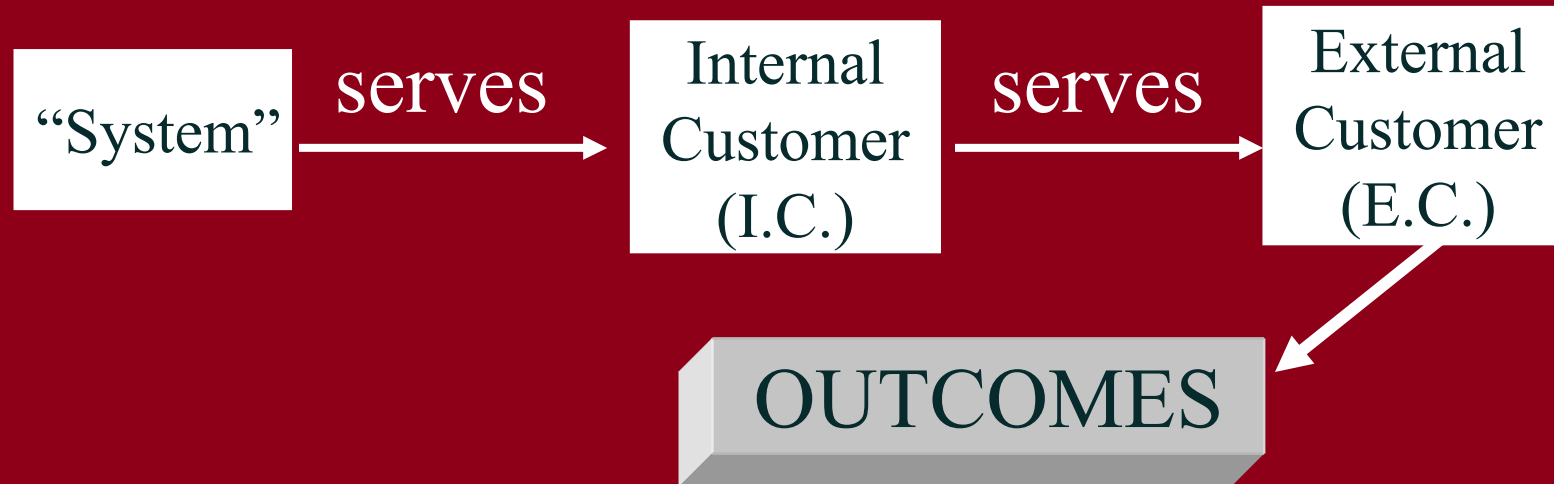 “System”
serves
Internal
Customer
(I.C.)
serves
External
Customer
(E.C.)
OUTCOMES